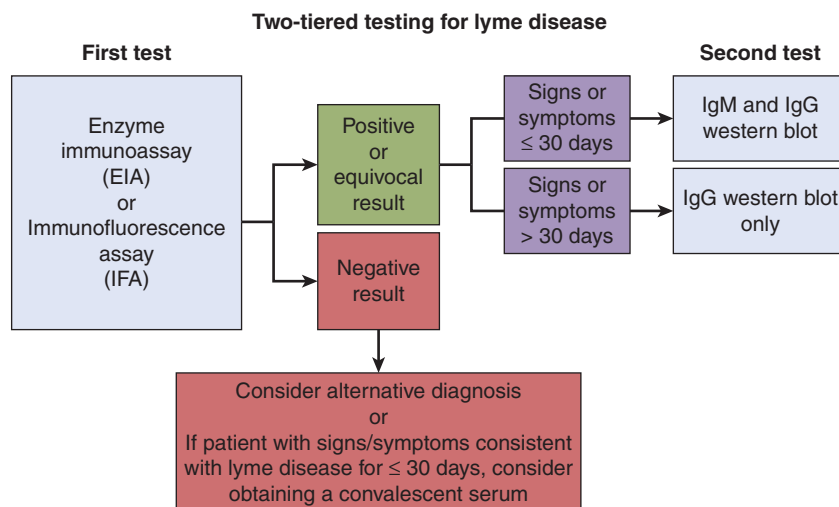 Two-tiered testing for lyme disease
First test
Second test
Enzyme
immunoassay
(EIA)
or
Immunofluorescence
assay
(IFA)
Positive
or
equivocal
result
Negative
result
Signs or
symptoms
≤ 30 days
Signs or
symptoms
> 30 days
IgM and IgG
western blot
IgG western blot
only
Consider alternative diagnosis
or
If patient with signs/symptoms consistent
with lyme disease for ≤ 30 days, consider
obtaining a convalescent serum